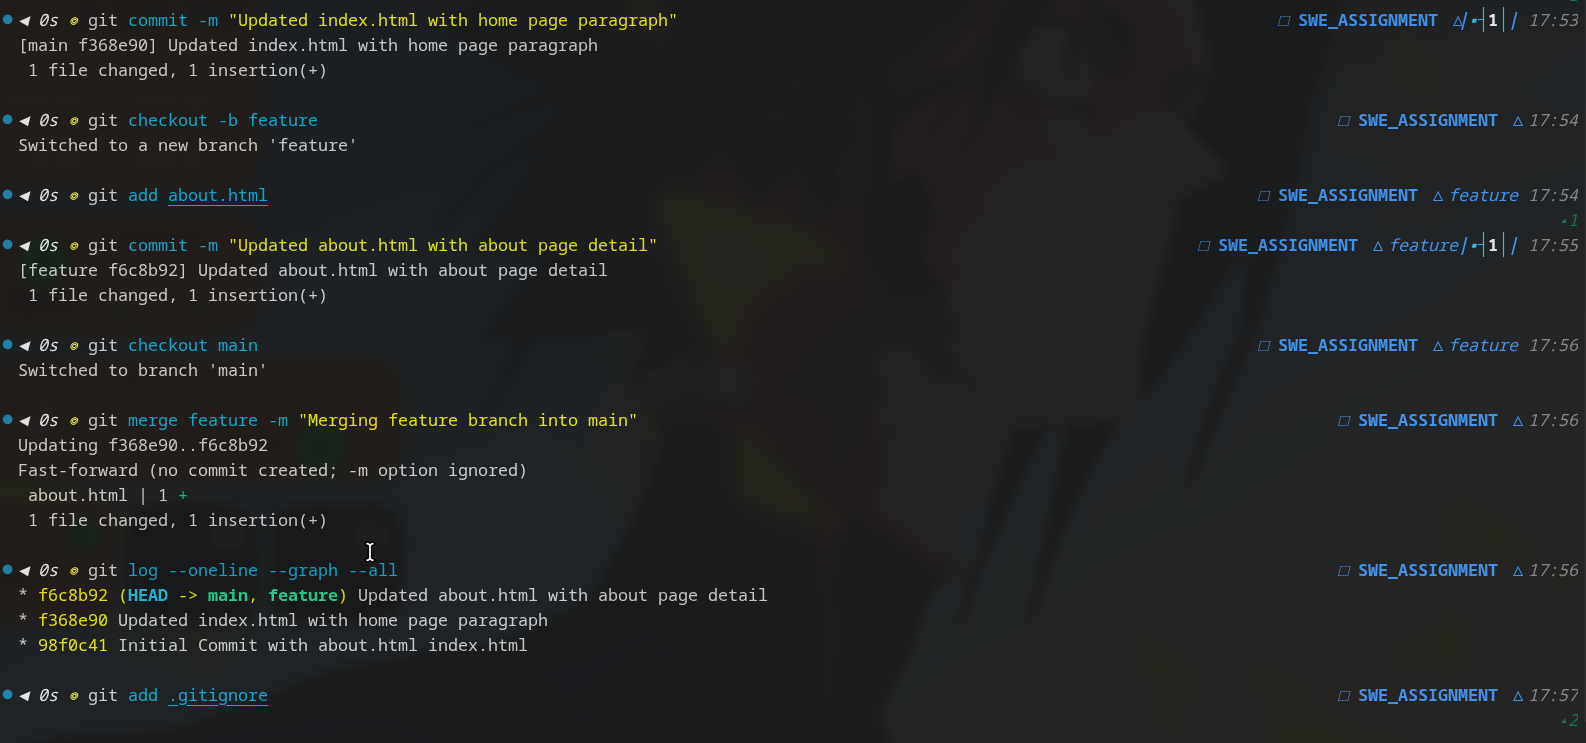 ◀ 0s ⚙ git commit -m "Updated index.html with home page paragraph" □ SWE_ASSIGNMENT △|•-|1| | 17:53
[main f368e90] Updated index.html with home page paragraph
1 file changed, 1 insertion(+)
◀ 0s ⚙ git checkout -b feature □ SWE_ASSIGNMENT △ 17:54
Switched to a new branch 'feature'
◀ 0s ⚙ git add about.html □ SWE_ASSIGNMENT △ feature 17:54
▴1
◀ 0s ⚙ git commit -m "Updated about.html with about page detail" □ SWE_ASSIGNMENT △ feature|•-|1| | 17:55
[feature f6c8b92] Updated about.html with about page detail
1 file changed, 1 insertion(+)
◀ 0s ⚙ git checkout main □ SWE_ASSIGNMENT △ feature 17:56
Switched to branch 'main'
◀ 0s ⚙ git merge feature -m "Merging feature branch into main" □ SWE_ASSIGNMENT △ 17:56
Updating f368e90..f6c8b92
Fast-forward (no commit created; -m option ignored)
about.html | 1 +
1 file changed, 1 insertion(+)
◀ 0s ⚙ git log --oneline --graph --all □ SWE_ASSIGNMENT △ 17:56
* f6c8b92 (HEAD -> main, feature) Updated about.html with about page detail
* f368e90 Updated index.html with home page paragraph
* 98f0c41 Initial Commit with about.html index.html
◀ 0s ⚙ git add .gitignore □ SWE_ASSIGNMENT △ 17:57
▴2